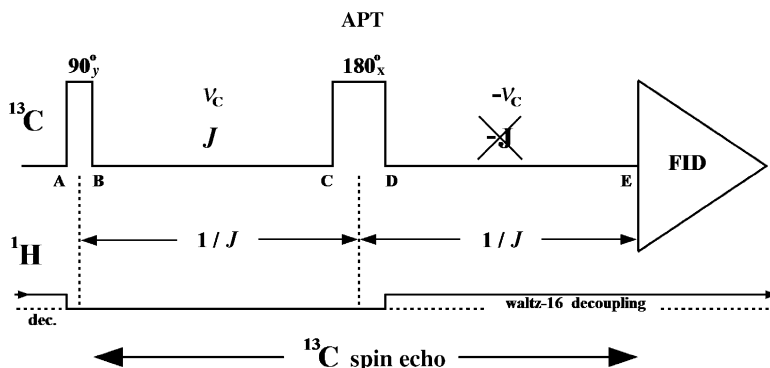 APT
90°y 180°x
13C νC -νC
J -J
FID
A B C D E
1H 1 / J 1 / J
waltz-16 decoupling
dec.
13C spin echo